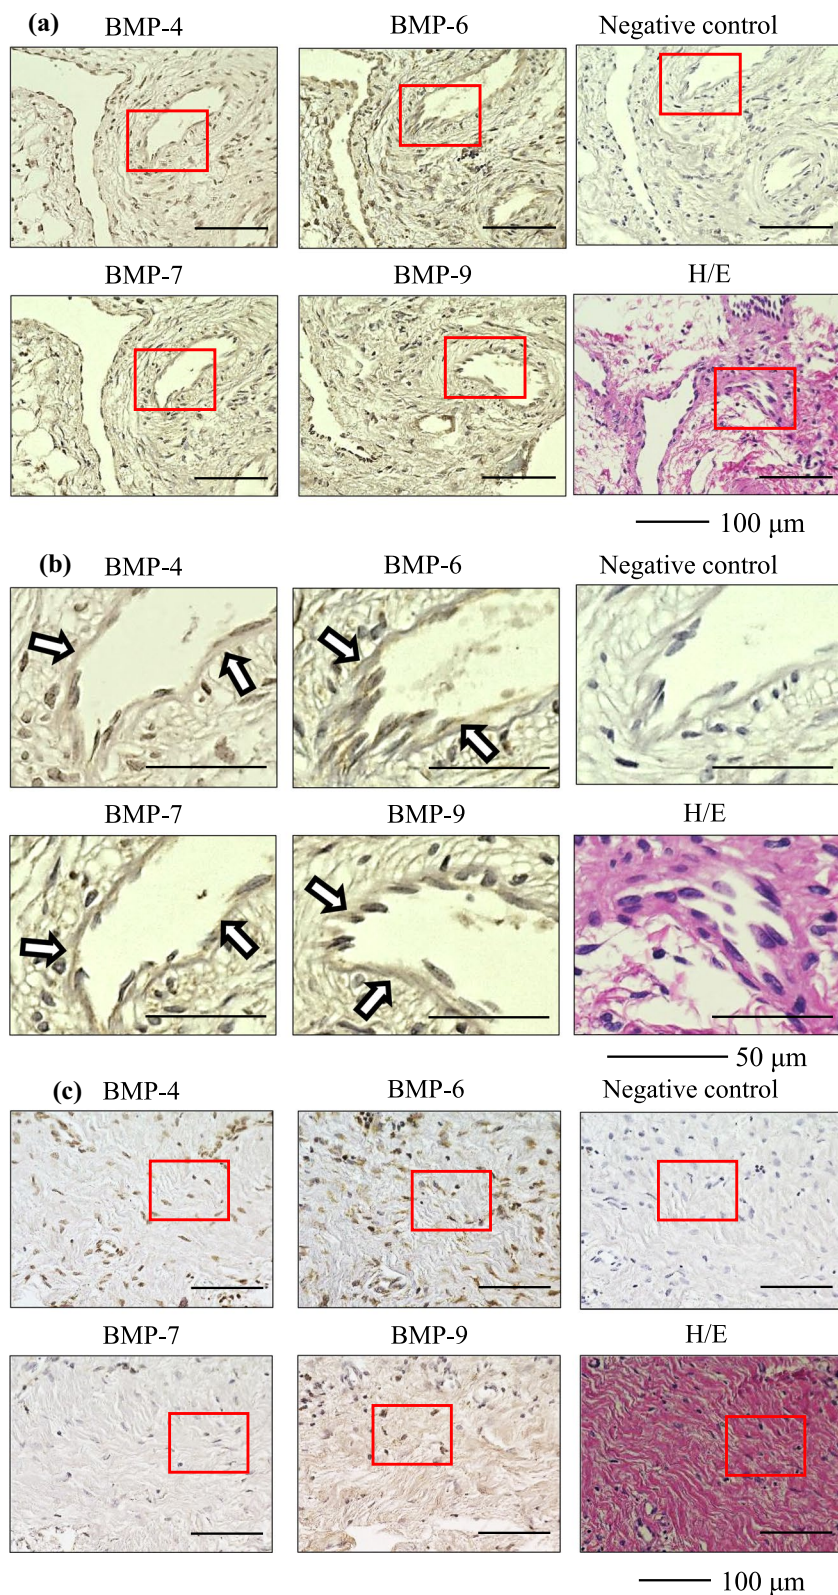 (a)
BMP-4
BMP-6
Negative control
BMP-7
BMP-9
H/E
100 μm
(b)
BMP-4
BMP-6
Negative control
BMP-7
BMP-9
H/E
50 μm
(c)
BMP-4
BMP-6
Negative control
BMP-7
BMP-9
H/E
100 μm